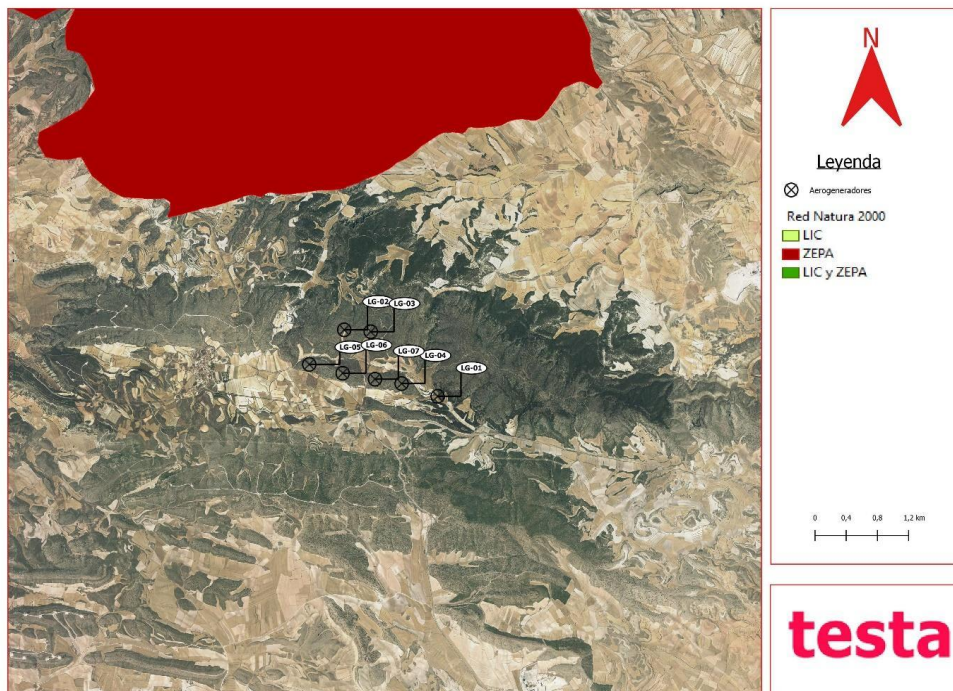 N
Leyenda
Aerogeneradores
Red Natura 2000
LIC
ZEPA
LIC y ZEPA
LG-02
LG-03
LG-05
LG-06
LG-07
LG-04
LG-01
0 0,4 0,8 1,2 km
testa